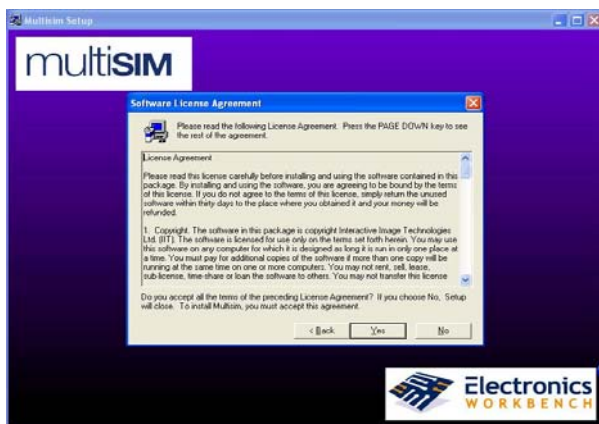 Multisim Setup
multiSIM
Software License Agreement
Please read the following License Agreement. Press the PAGE DOWN key to see
the rest of the agreement.
License Agreement
Please read this license carefully before installing and using the software contained in this
package. By installing and using the software, you are agreeing to be bound by the terms
of this license. If you do not agree to the terms of this license, simply return the unused
software within thirty days to the place where you obtained it and your money will be
refunded.
1. Copyright. The software in this package is copyright Interactive Image Technologies
Ltd. (IIT). The software is licensed for use only on the terms set forth herein. You may use
this software on any computer for which it is designed as long it is run in only one place at
a time. You must pay for additional copies of the software if more than one copy will be
running at the same time on one or more computers. You may not rent, sell, lease,
sub-license, time-share or loan the software to others. You may not transfer this license
Do you accept all the terms of the preceding License Agreement? If you choose No, Setup
will close. To install Multisim, you must accept this agreement.
< Back
Yes
No
Electronics
WORKBENCH